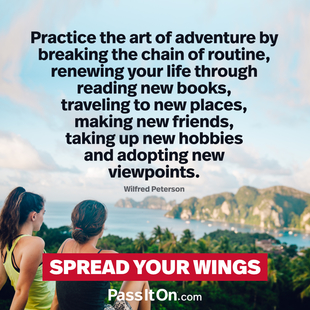 Practice the art of adventure by
breaking the chain of routine,
renewing your life through
reading new books,
traveling to new places,
making new friends,
taking up new hobbies
and adopting new
viewpoints.
Wilfred Peterson
SPREAD YOUR WINGS
PassItOn.com